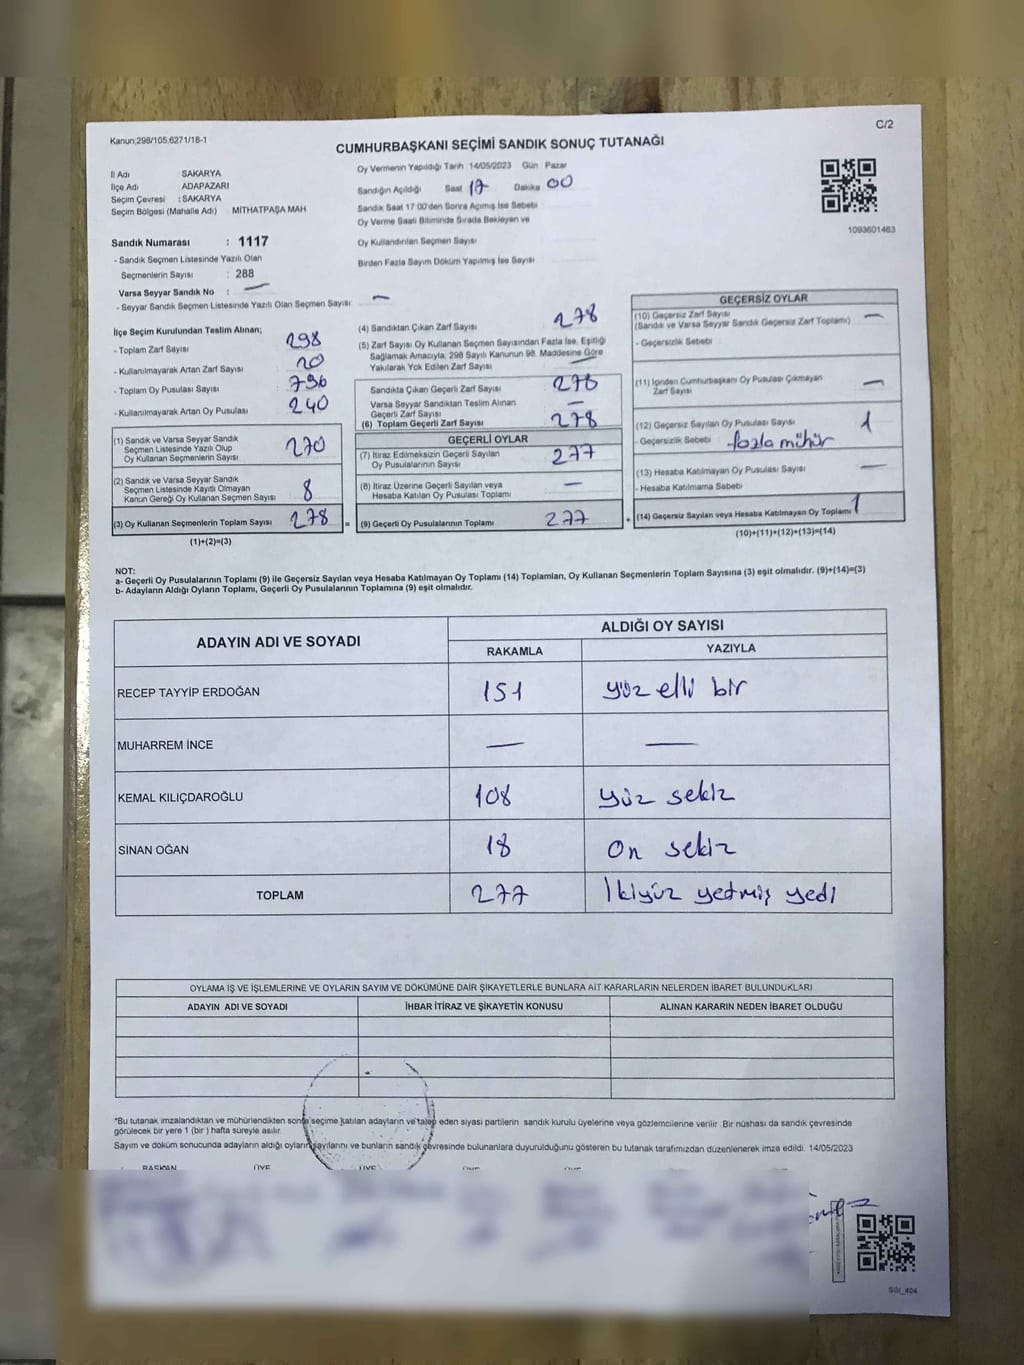 Kanun;298/105.6271/18-1
C/2
CUMHURBAŞKANI SEÇİMİ SANDIK SONUÇ TUTANAĞI
İl Adı : SAKARYA
İlçe Adı : ADAPAZARI
Seçim Çevresi : SAKARYA
Seçim Bölgesi (Mahalle Adı) : MİTHATPAŞA MAH
Oy Vermenin Yapıldığı Tarih :14/05/2023 Gün : Pazar
Sandığın Açıldığı Saat 17 Dakika 00
Sandık Saat 17:00'den Sonra Açılmış İse Sebebi
Oy Verme Saati Bitiminde Sırada Bekleyen ve
Oy Kullandırılan Seçmen Sayısı
Birden Fazla Sayım Döküm Yapılmış İse Sayısı
1093601463
Sandık Numarası : 1117
- Sandık Seçmen Listesinde Yazılı Olan
Seçmenlerin Sayısı : 288
Varsa Seyyar Sandık No : —
- Seyyar Sandık Seçmen Listesinde Yazılı Olan Seçmen Sayısı: —
İlçe Seçim Kurulundan Teslim Alınan;
- Toplam Zarf Sayısı 298
- Kullanılmayarak Artan Zarf Sayısı 20
- Toplam Oy Pusulası Sayısı
- Kullanılmayarak Artan Oy Pusulası 240
(1) Sandık ve Varsa Seyyar Sandık
Seçmen Listesinde Yazılı Olup
Oy Kullanan Seçmenlerin Sayısı 270
(2) Sandık ve Varsa Seyyar Sandık
Seçmen Listesinde Kayıtlı Olmayan
Kanun Gereği Oy Kullanan Seçmen Sayısı 8
(3) Oy Kullanan Seçmenlerin Toplam Sayısı 278 =
(1)+(2)=(3)
(4) Sandıktan Çıkan Zarf Sayısı 278
(5) Zarf Sayısı Oy Kullanan Seçmen Sayısından Fazla İse, Eşitliği
Sağlamak Amacıyla, 298 Sayılı Kanunun 98. Maddesine Göre
Yakılarak Yok Edilen Zarf Sayısı —
Sandıkta Çıkan Geçerli Zarf Sayısı 278
Varsa Seyyar Sandıktan Teslim Alınan
Geçerli Zarf Sayısı —
(6) Toplam Geçerli Zarf Sayısı 278
GEÇERLİ OYLAR
(7) İtiraz Edilmeksizin Geçerli Sayılan
Oy Pusulalarının Sayısı 277
(8) İtiraz Üzerine Geçerli Sayılan veya
Hesaba Katılan Oy Pusulası Toplamı —
(9) Geçerli Oy Pusulalarının Toplamı 277 +
GEÇERSİZ OYLAR
(10) Geçersiz Zarf Sayısı —
(Sandık ve Varsa Seyyar Sandık Geçersiz Zarf Toplamı)
- Geçersizlik Sebebi
(11) İçinden Cumhurbaşkanı Oy Pusulası Çıkmayan
Zarf Sayısı —
(12) Geçersiz Sayılan Oy Pusulası Sayısı 1
- Geçersizlik Sebebi fazla mühür
(13) Hesaba Katılmayan Oy Pusulası Sayısı —
- Hesaba Katılmama Sebebi
(14) Geçersiz Sayılan veya Hesaba Katılmayan Oy Toplamı 1
(10)+(11)+(12)+(13)=(14)
NOT:
a- Geçerli Oy Pusulalarının Toplamı (9) ile Geçersiz Sayılan veya Hesaba Katılmayan Oy Toplamı (14) Toplamları, Oy Kullanan Seçmenlerin Toplam Sayısına (3) eşit olmalıdır. (9)+(14)=(3)
b- Adayların Aldığı Oyların Toplamı, Geçerli Oy Pusulalarının Toplamına (9) eşit olmalıdır.
ADAYIN ADI VE SOYADI
ALDIĞI OY SAYISI
RAKAMLA YAZIYLA
RECEP TAYYİP ERDOĞAN 151 yüz elli bir
MUHARREM İNCE — —
KEMAL KILIÇDAROĞLU 108 yüz sekiz
SİNAN OĞAN 18 On sekiz
TOPLAM 277 İkiyüz yetmiş yedi
OYLAMA İŞ VE İŞLEMLERİNE VE OYLARIN SAYIM VE DÖKÜMÜNE DAİR ŞİKAYETLERLE BUNLARA AİT KARARLARIN NELERDEN İBARET BULUNDUKLARI
ADAYIN ADI VE SOYADI İHBAR İTİRAZ VE ŞİKAYETİN KONUSU ALINAN KARARIN NEDEN İBARET OLDUĞU
*Bu tutanak imzalandıktan ve mühürlendikten sonra seçime katılan adayların ve talep eden siyasi partilerin sandık kurulu üyelerine veya gözlemcilerine verilir. Bir nüshası da sandık çevresinde
görülecek bir yere 1 (bir) hafta süreyle asılır.
Sayım ve döküm sonucunda adayların aldığı oyların sayılarını ve bunların sandık çevresinde bulunanlara duyurulduğunu gösteren bu tutanak tarafımızdan düzenlenerek imza edildi. 14/05/2023
BAŞKAN ÜYE ÜYE
SSI_404